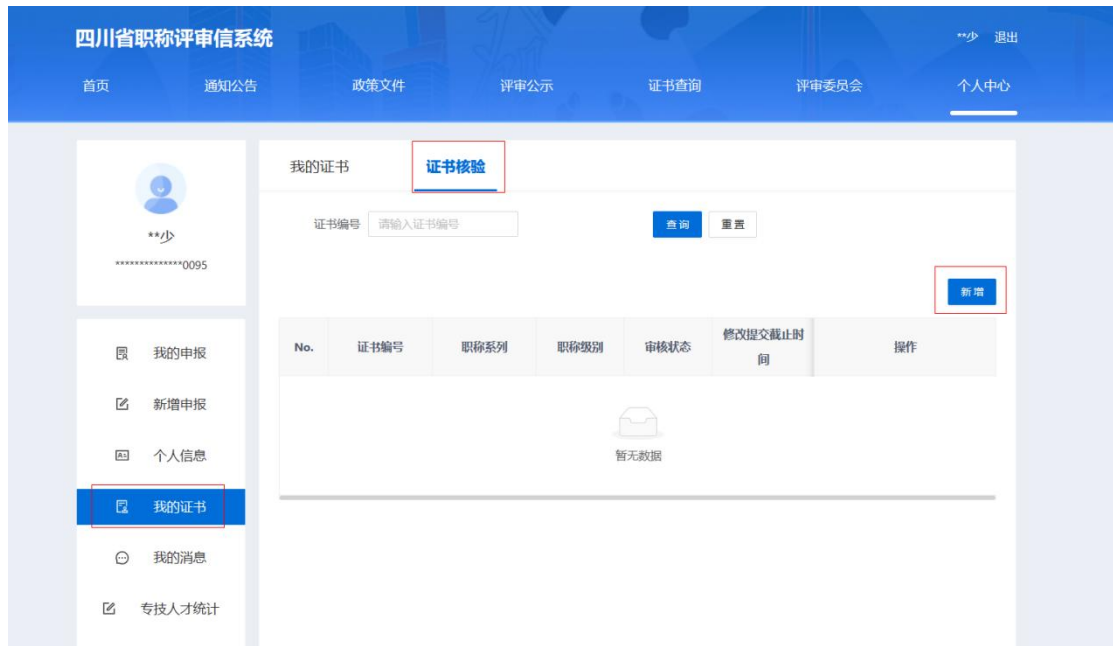 四川省职称评审信系统
**少 退出
首页 通知公告 政策文件 评审公示 证书查询 评审委员会 个人中心
我的证书 证书核验
证书编号 请输入证书编号 查询 重置
**少
**************0095
新增
No. 证书编号 职称系列 职称级别 审核状态 修改提交截止时
间 操作
暂无数据
我的申报
新增申报
个人信息
我的证书
我的消息
专技人才统计